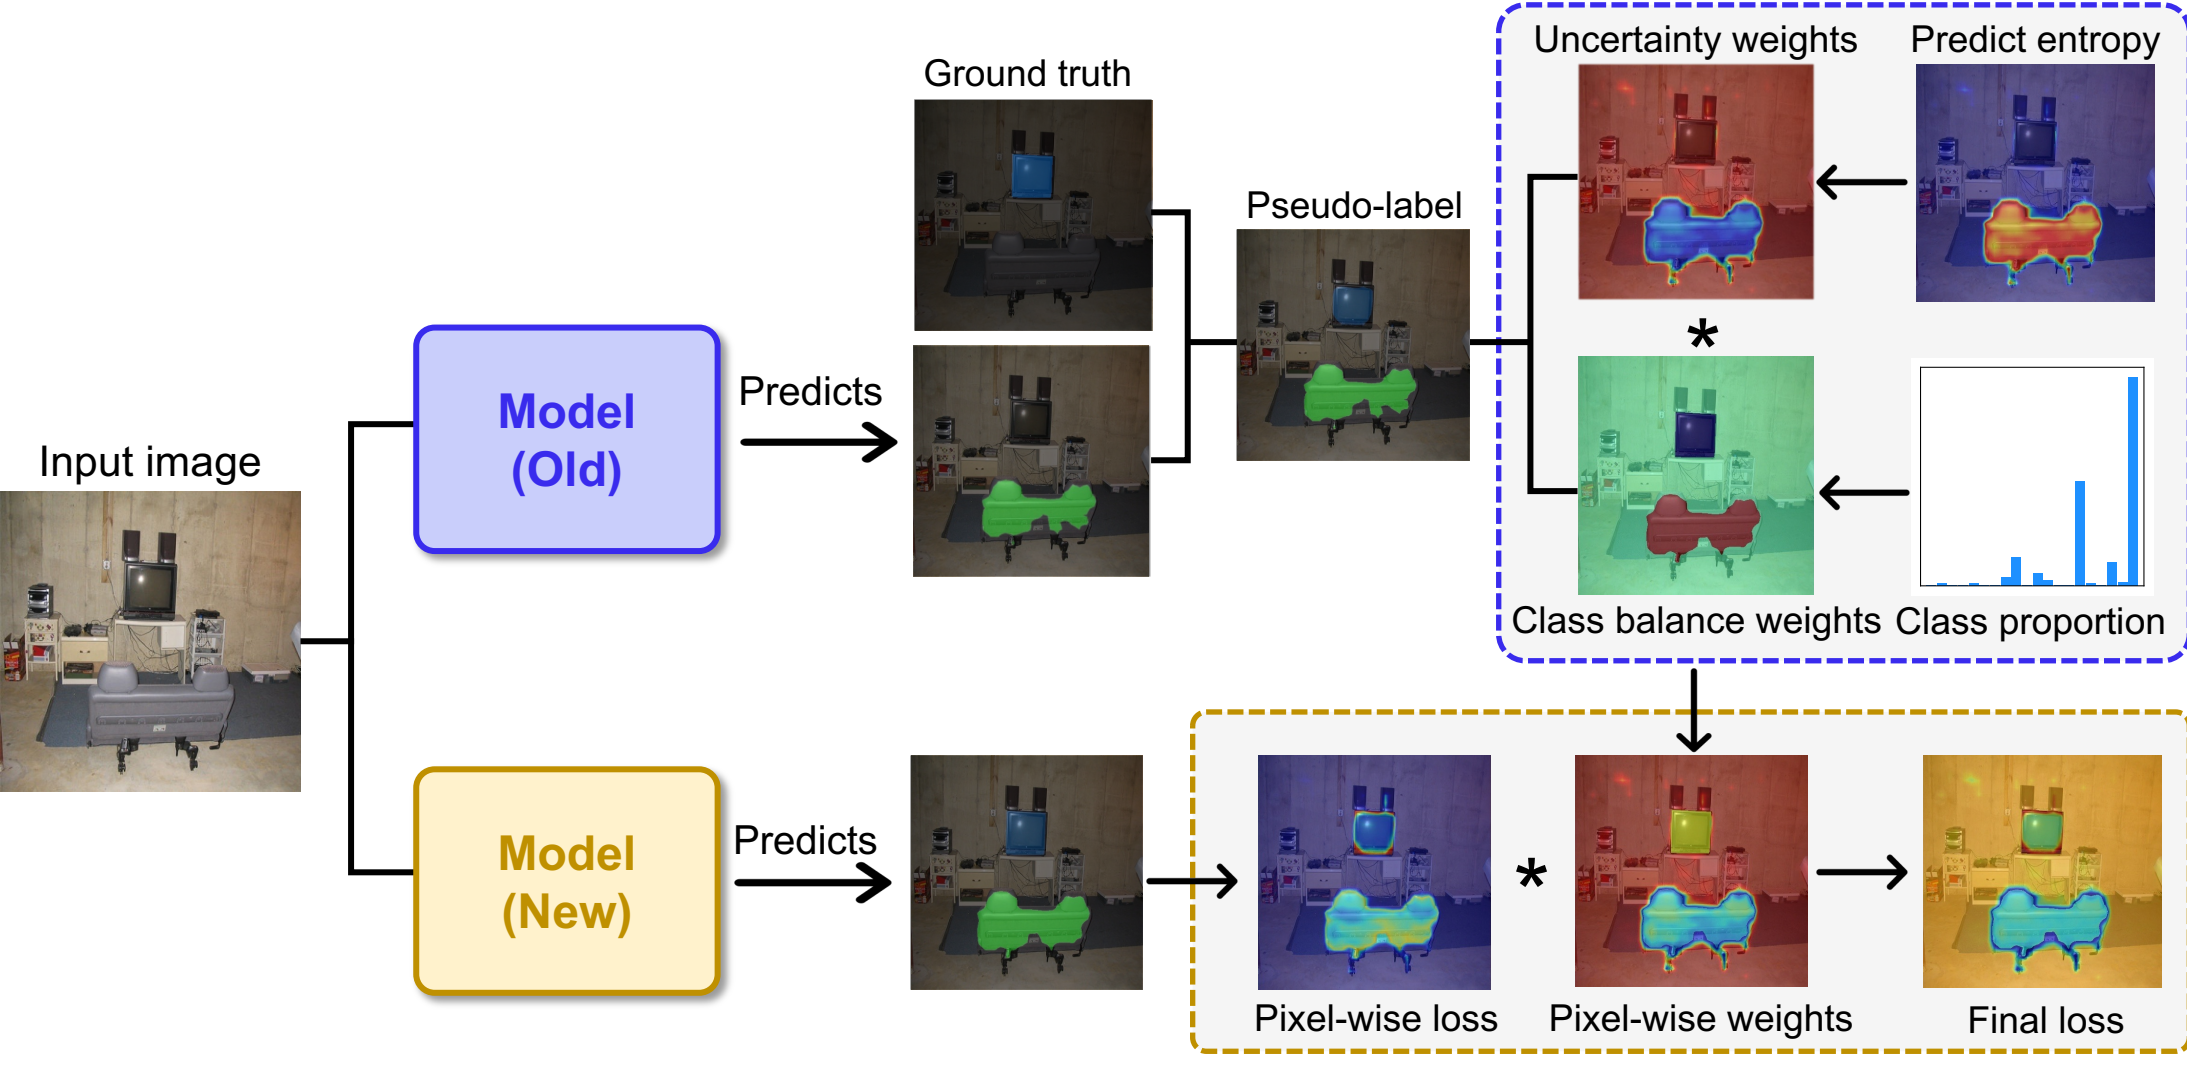 Uncertainty weights
Predict entropy
Ground truth
Pseudo-label
*
Model
(Old)
Predicts
Input image
Class balance weights
Class proportion
Model
(New)
Predicts
*
Pixel-wise loss
Pixel-wise weights
Final loss